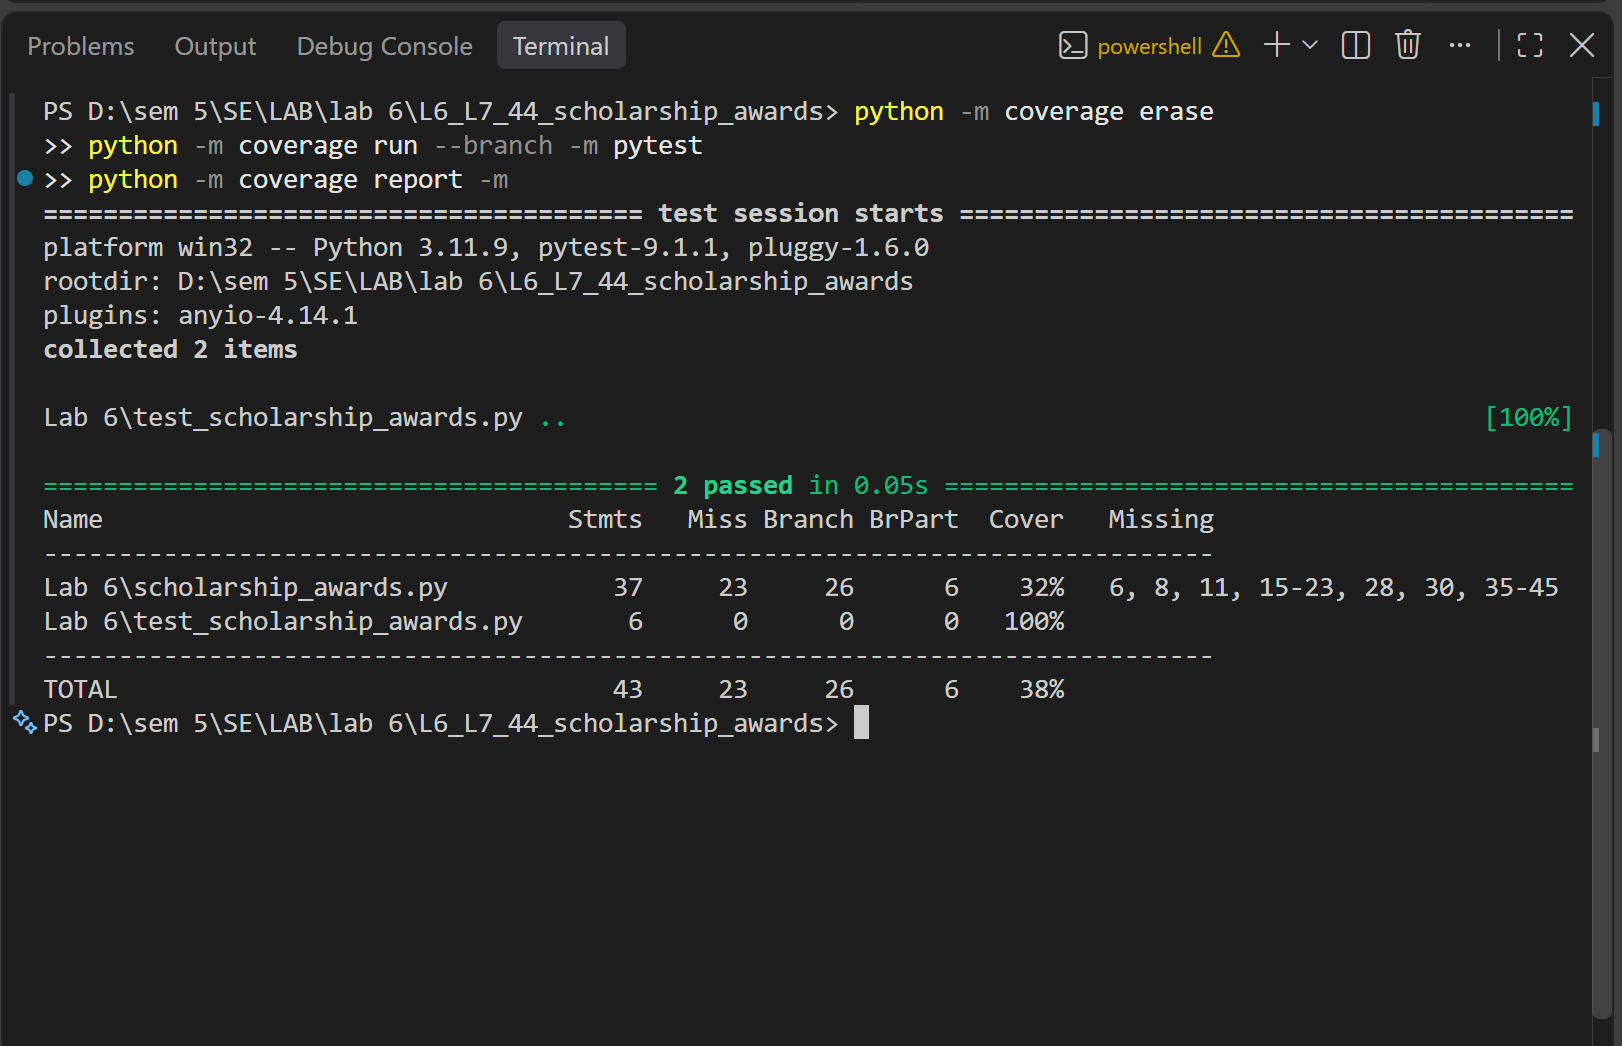 Problems Output Debug Console Terminal powershell
PS D:\sem 5\SE\LAB\lab 6\L6_L7_44_scholarship_awards> python -m coverage erase
>> python -m coverage run --branch -m pytest
>> python -m coverage report -m
========================================== test session starts =========================================
platform win32 -- Python 3.11.9, pytest-9.1.1, pluggy-1.6.0
rootdir: D:\sem 5\SE\LAB\lab 6\L6_L7_44_scholarship_awards
plugins: anyio-4.14.1
collected 2 items
Lab 6\test_scholarship_awards.py .. [100%]
========================================= 2 passed in 0.05s ==========================================
Name Stmts Miss Branch BrPart Cover Missing
------------------------------------------------------------------------------
Lab 6\scholarship_awards.py 37 23 26 6 32% 6, 8, 11, 15-23, 28, 30, 35-45
Lab 6\test_scholarship_awards.py 6 0 0 0 100%
------------------------------------------------------------------------------
TOTAL 43 23 26 6 38%
PS D:\sem 5\SE\LAB\lab 6\L6_L7_44_scholarship_awards>